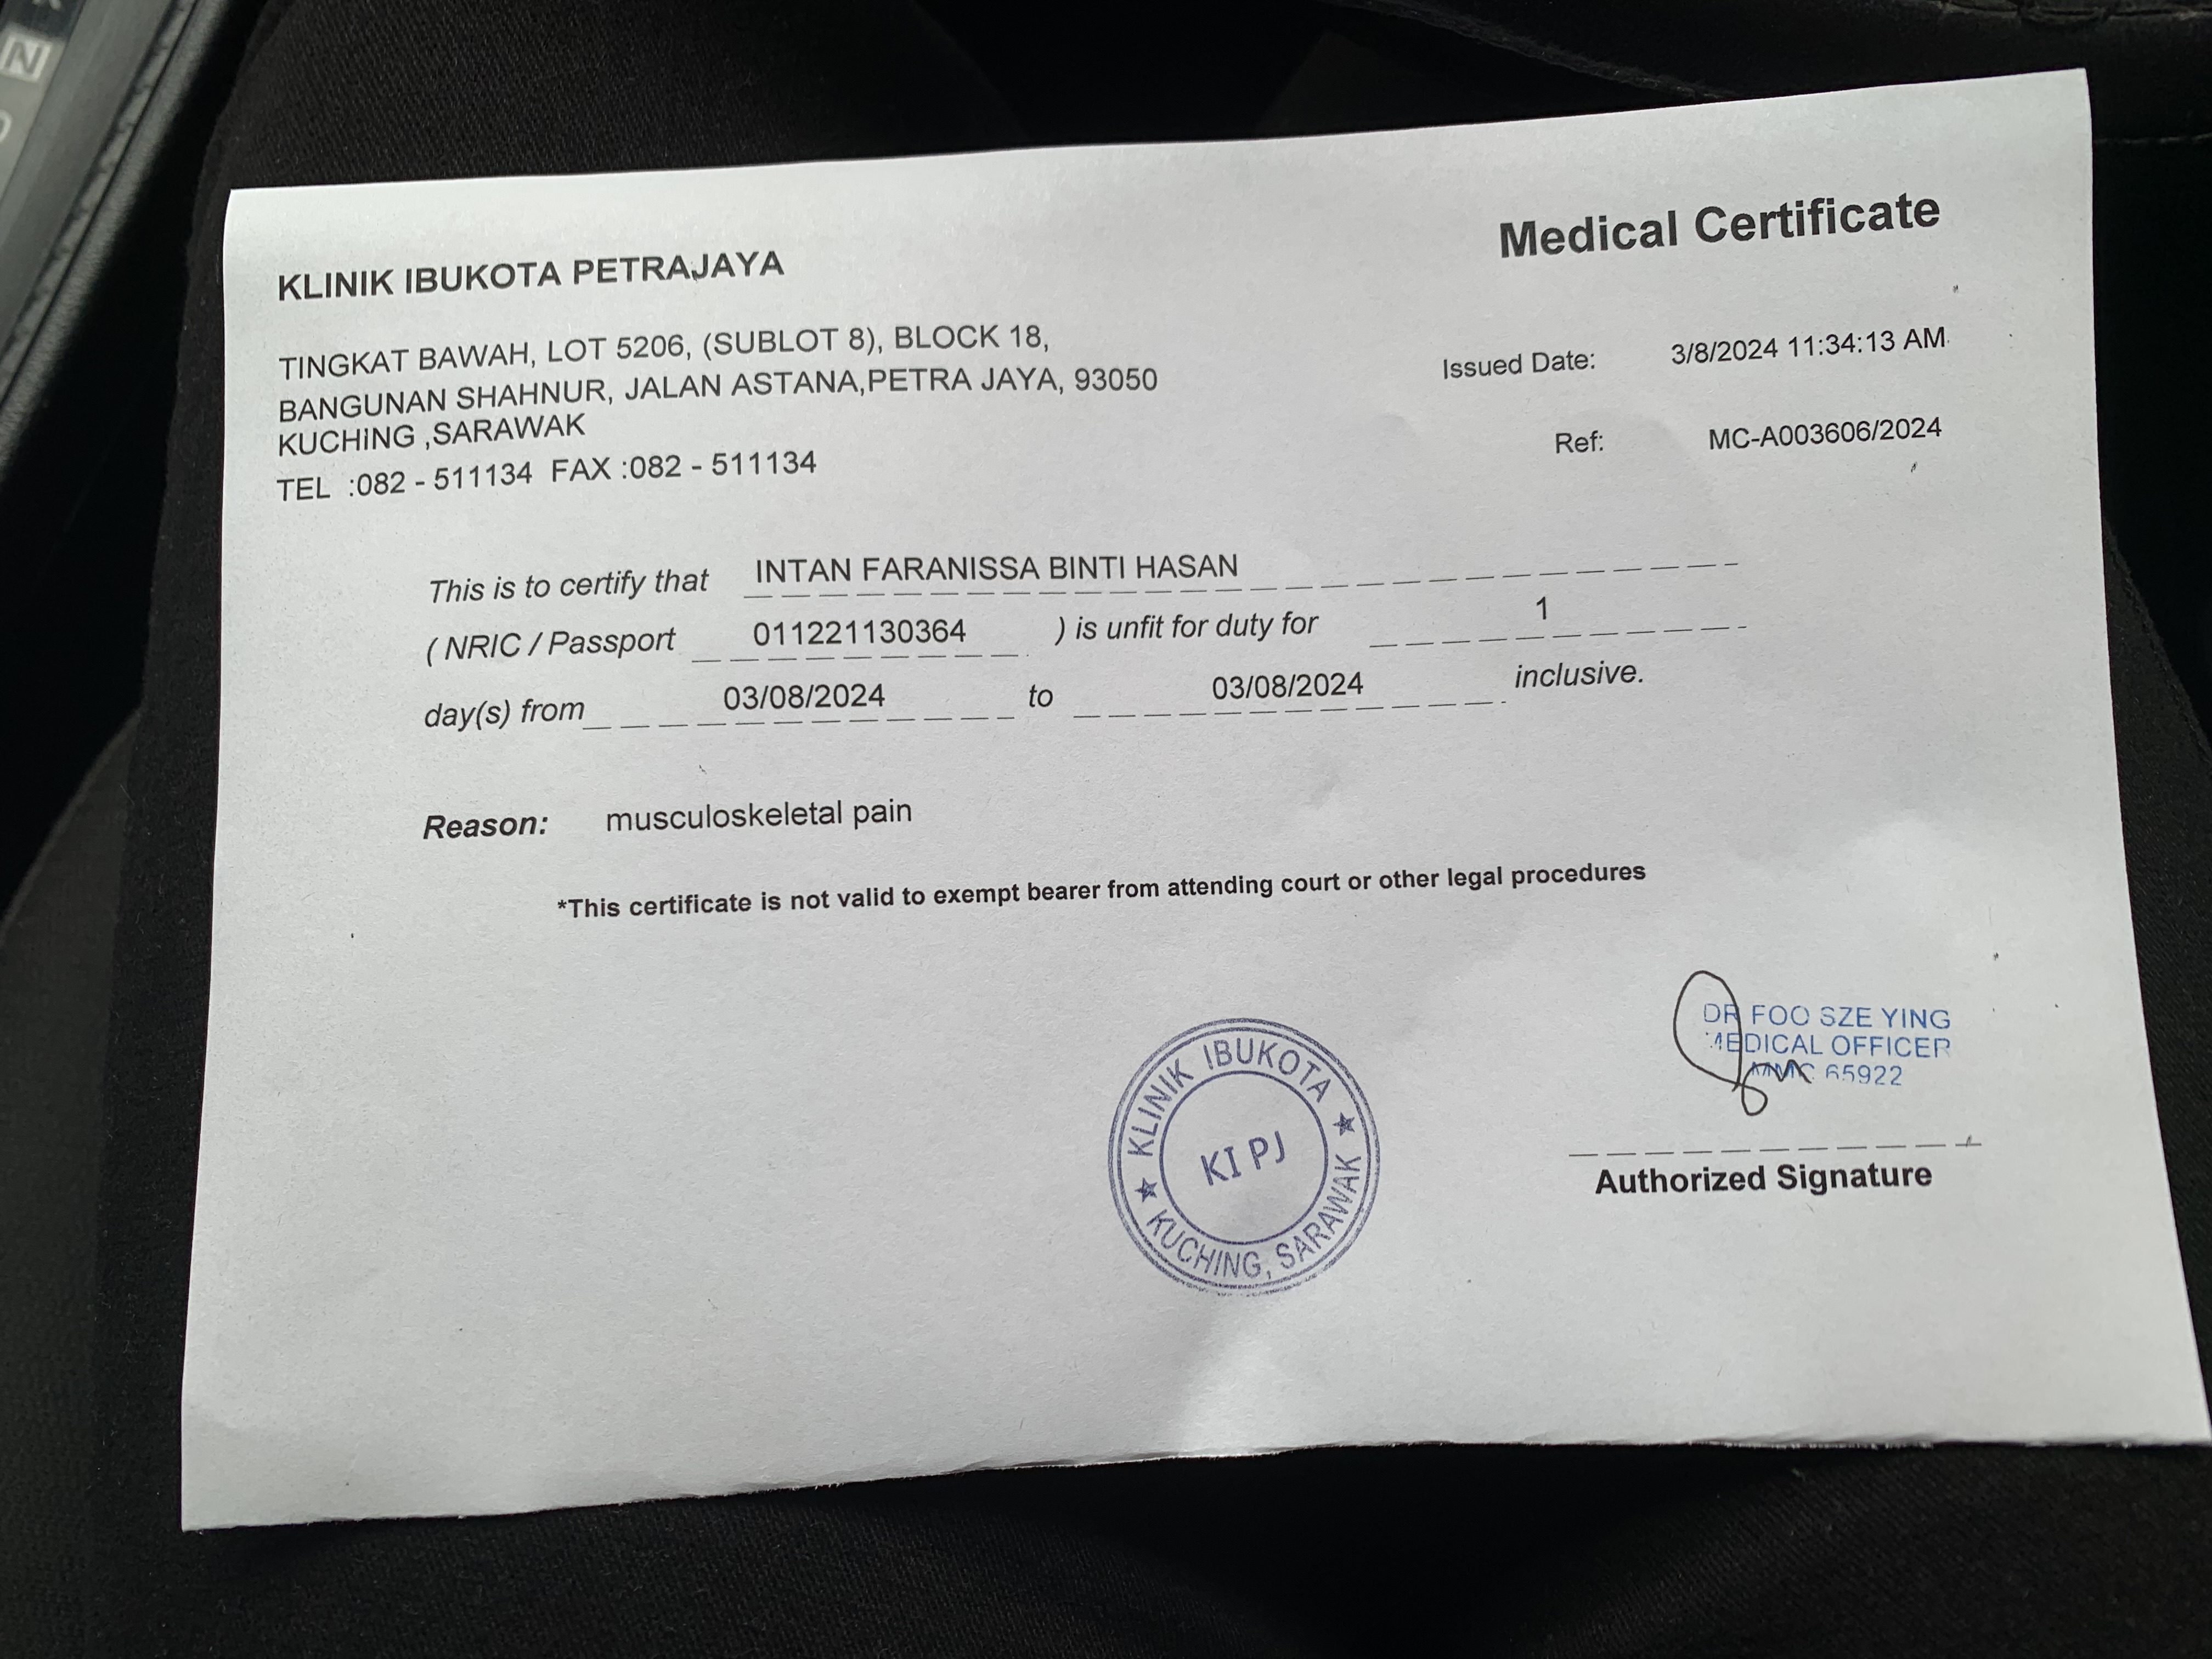 KLINIK IBUKOTA PETRAJAYA
Medical Certificate
TINGKAT BAWAH, LOT 5206, (SUBLOT 8), BLOCK 18,
BANGUNAN SHAHNUR, JALAN ASTANA,PETRA JAYA, 93050
KUCHING ,SARAWAK
TEL :082 - 511134 FAX :082 - 511134
Issued Date: 3/8/2024 11:34:13 AM
Ref: MC-A003606/2024
This is to certify that INTAN FARANISSA BINTI HASAN
( NRIC / Passport 011221130364 ) is unfit for duty for 1
day(s) from 03/08/2024 to 03/08/2024 inclusive.
Reason: musculoskeletal pain
*This certificate is not valid to exempt bearer from attending court or other legal procedures
KLINIK IBUKOTA
KI PJ
KUCHING, SARAWAK
DR FOO SZE YING
MEDICAL OFFICER
MMC 65922
Authorized Signature
N